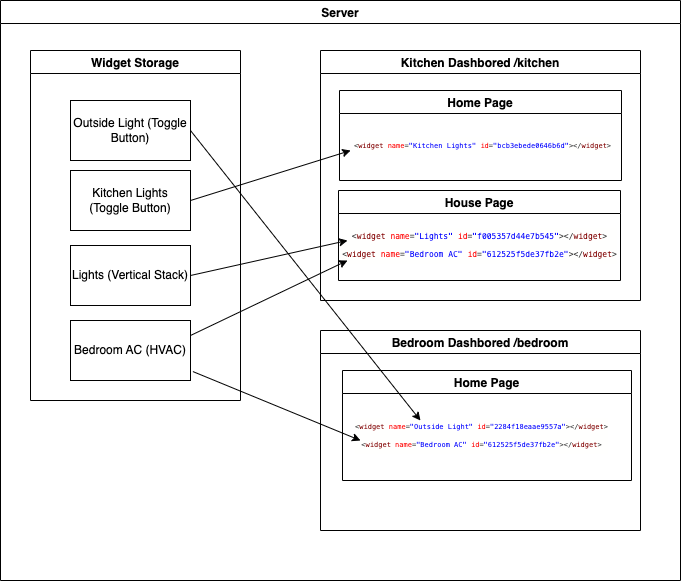 Server
Widget Storage
Outside Light (Toggle
Button)
Kitchen Lights
(Toggle Button)
Lights (Vertical Stack)
Bedroom AC (HVAC)
Kitchen Dashbored /kitchen
Home Page
<widget name="Kitchen Lights" id="bcb3ebede0646b6d"></widget>
House Page
<widget name="Lights" id="f005357d44e7b545"></widget>
<widget name="Bedroom AC" id="612525f5de37fb2e"></widget>
Bedroom Dashbored /bedroom
Home Page
<widget name="Outside Light" id="2284f18eaae9557a"></widget>
<widget name="Bedroom AC" id="612525f5de37fb2e"></widget>